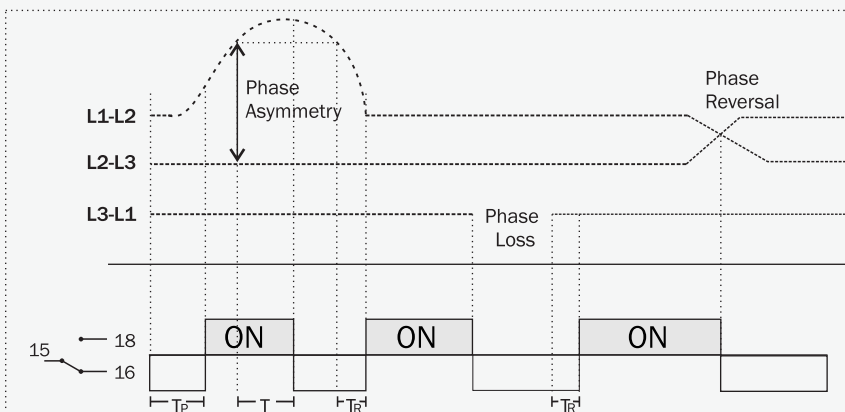 Phase
Asymmetry
Phase
Reversal
L1-L2
L2-L3
L3-L1
Phase
Loss
ON
ON
ON
15
18
16
TP
T
TR
TR